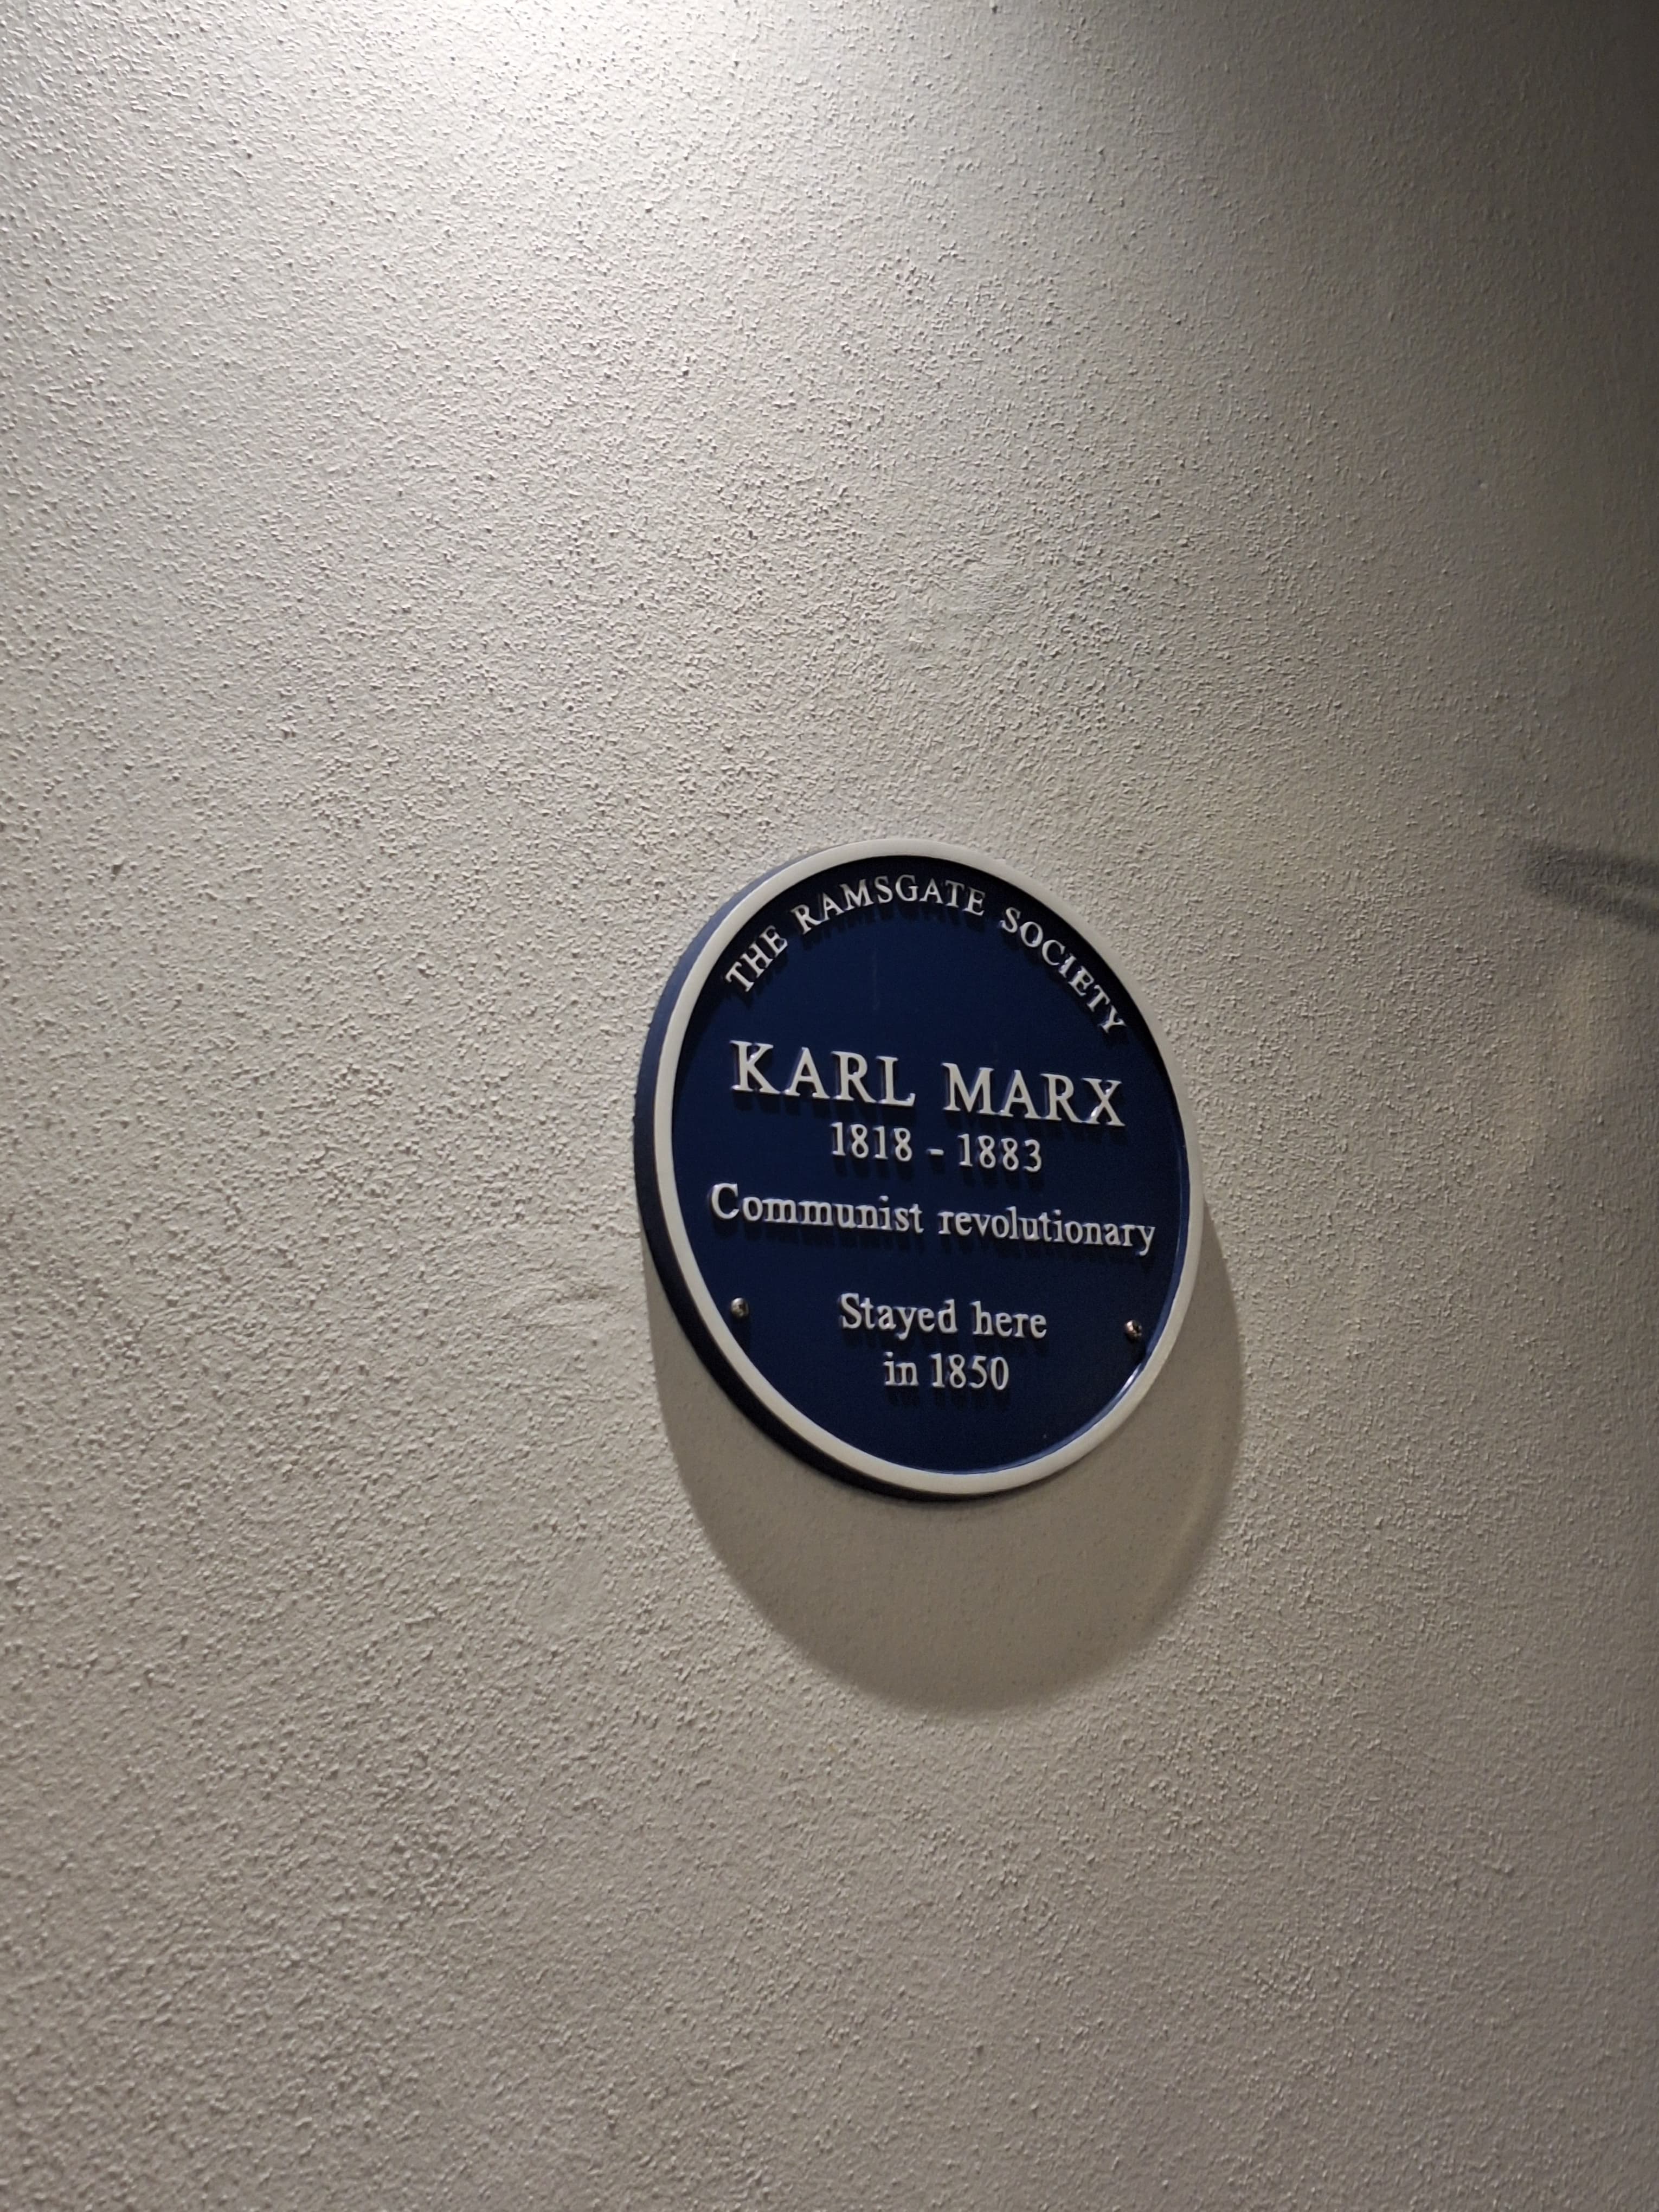 THE RAMSGATE SOCIETY
KARL MARX
1818 - 1883
Communist revolutionary
Stayed here
in 1850